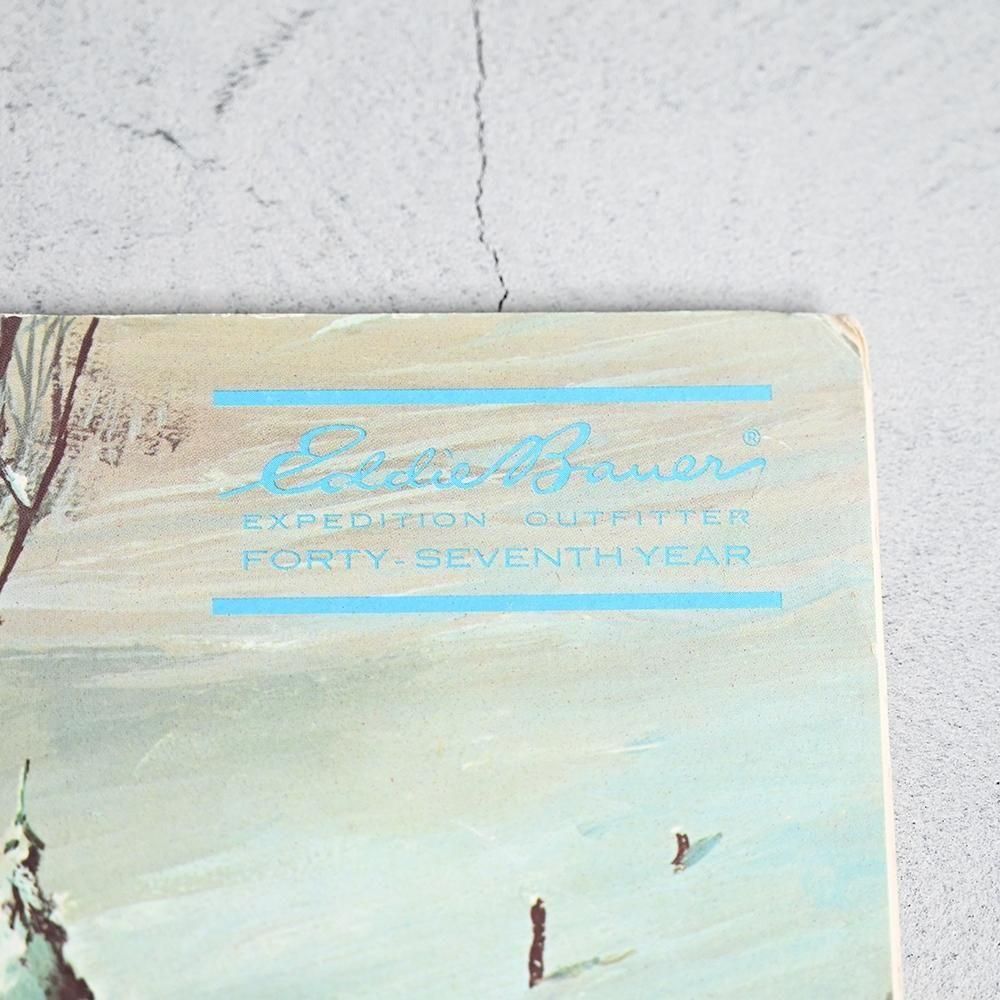 Eddie Bauer®
EXPEDITION OUTFITTER
FORTY-SEVENTH YEAR